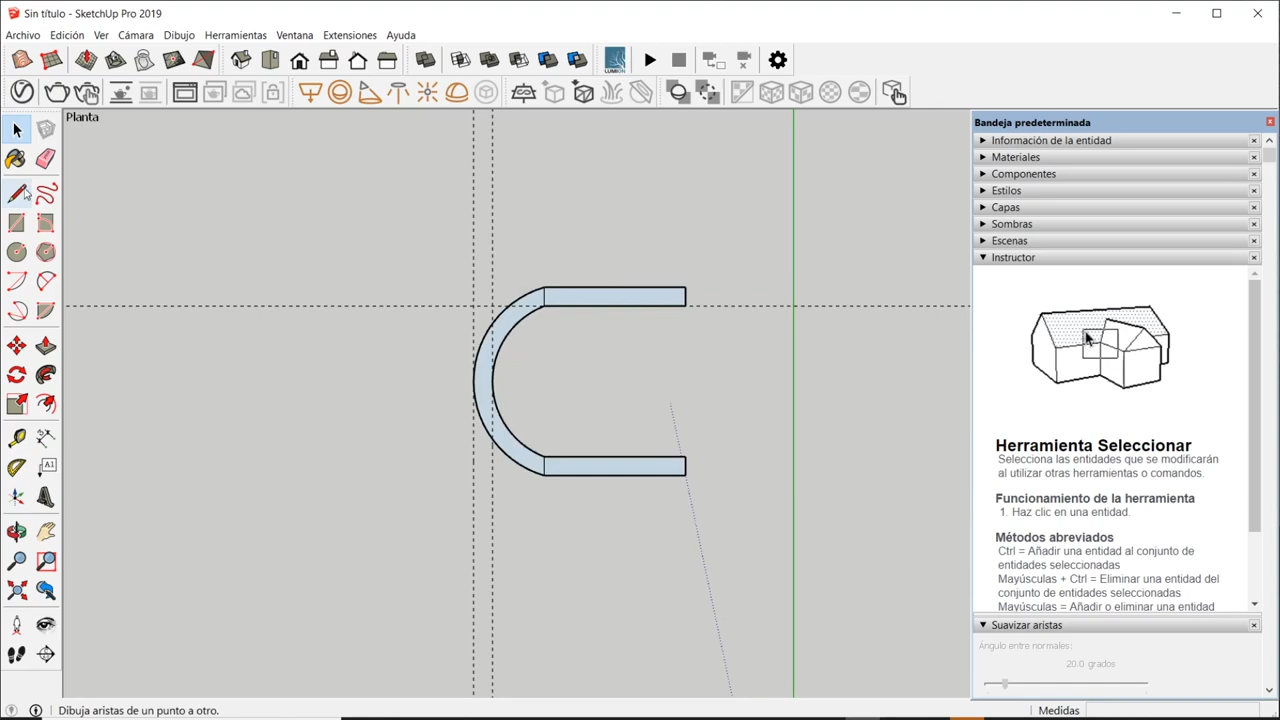 Sin título - SketchUp Pro 2019
Archivo Edición Ver Cámara Dibujo Herramientas Ventana Extensiones Ayuda
LUMION
Planta
Bandeja predeterminada
Información de la entidad
Materiales
Componentes
Estilos
Capas
Sombras
Escenas
Instructor
A1
Herramienta Seleccionar
Selecciona las entidades que se modificarán
al utilizar otras herramientas o comandos.
Funcionamiento de la herramienta
1. Haz clic en una entidad.
Métodos abreviados
Ctrl = Añadir una entidad al conjunto de
entidades seleccionadas
Mayúsculas + Ctrl = Eliminar una entidad del
conjunto de entidades seleccionadas
Mayúsculas = Añadir o eliminar una entidad
Suavizar aristas
Ángulo entre normales:
20.0 grados
Dibuja aristas de un punto a otro.
Medidas